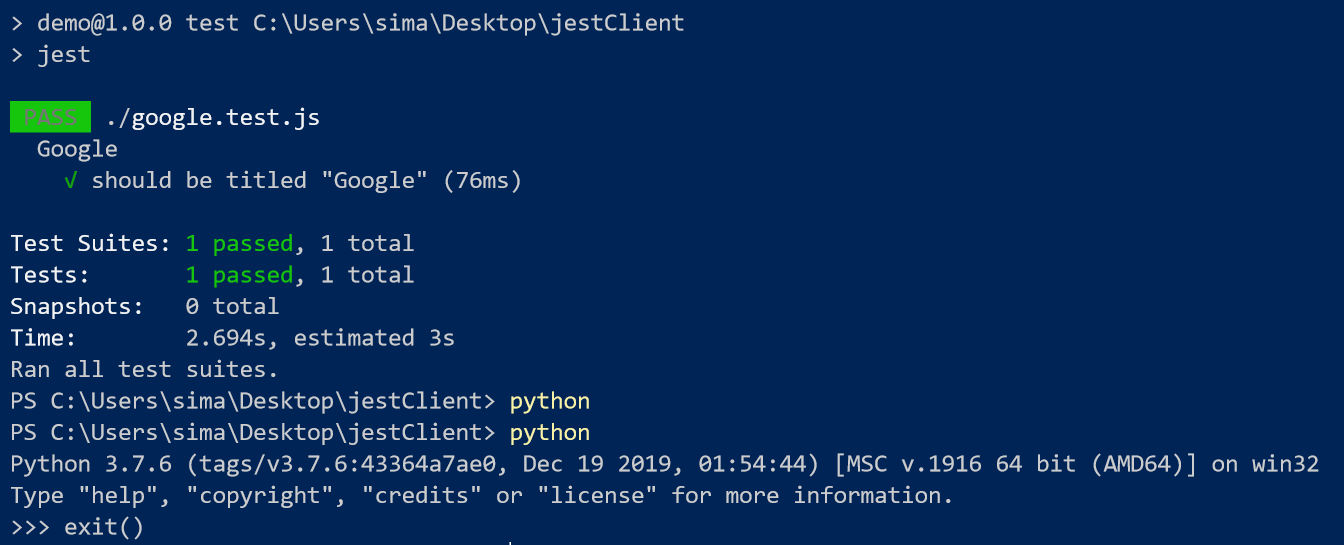 > demo@1.0.0 test C:\Users\sima\Desktop\jestClient
> jest
PASS ./google.test.js
Google
√ should be titled "Google" (76ms)
Test Suites: 1 passed, 1 total
Tests: 1 passed, 1 total
Snapshots: 0 total
Time: 2.694s, estimated 3s
Ran all test suites.
PS C:\Users\sima\Desktop\jestClient> python
PS C:\Users\sima\Desktop\jestClient> python
Python 3.7.6 (tags/v3.7.6:43364a7ae0, Dec 19 2019, 01:54:44) [MSC v.1916 64 bit (AMD64)] on win32
Type "help", "copyright", "credits" or "license" for more information.
>>> exit()